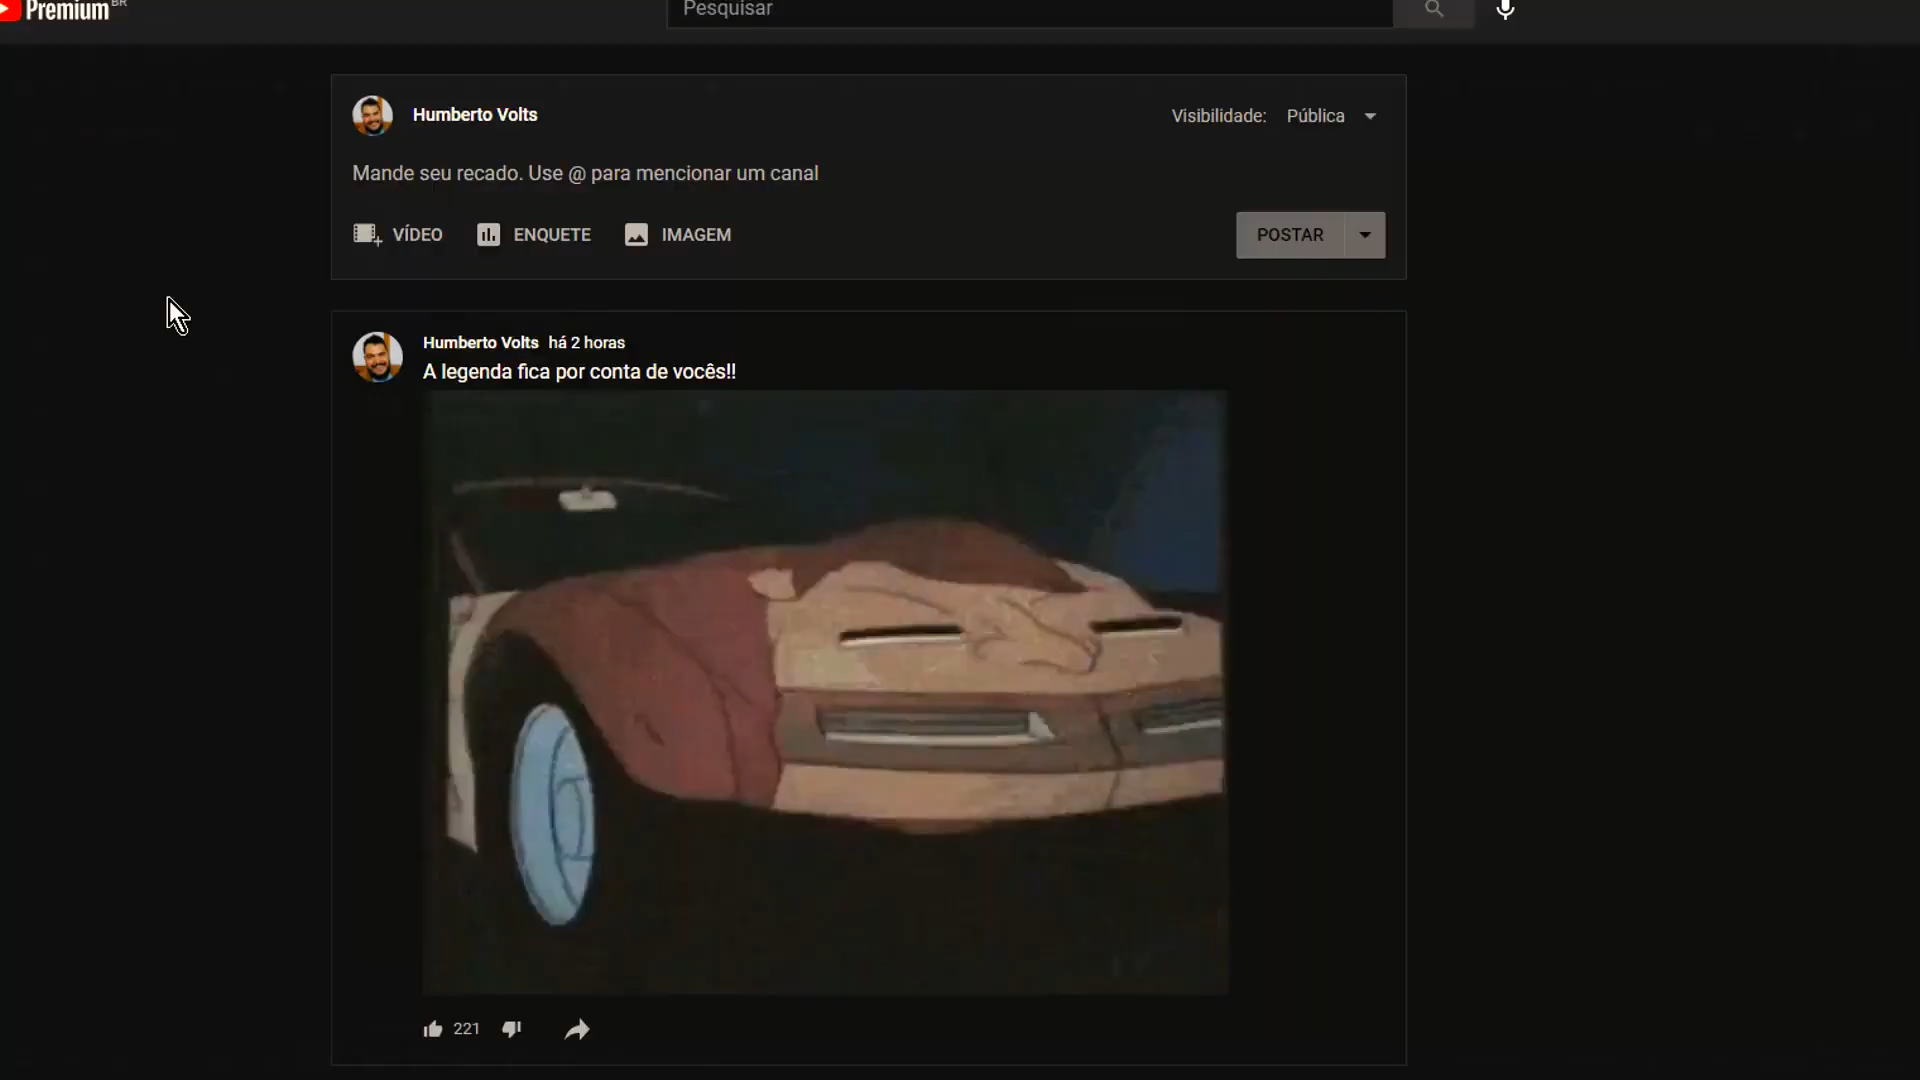 Premium BR
Pesquisar
Humberto Volts
Visibilidade: Pública
Mande seu recado. Use @ para mencionar um canal
VÍDEO ENQUETE IMAGEM POSTAR
Humberto Volts há 2 horas
A legenda fica por conta de vocês!!
221